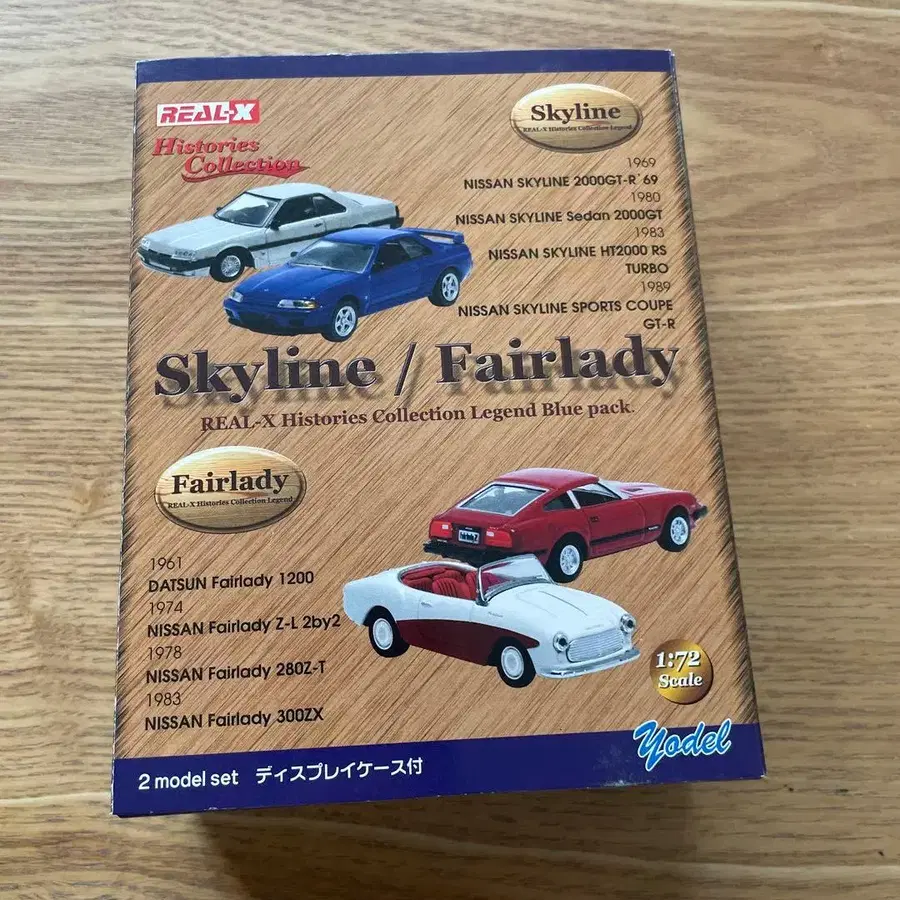 REAL-X
Histories
Collection
Skyline
REAL-X Histories Collection Legend
1969
NISSAN SKYLINE 2000GT-R'69
1980
NISSAN SKYLINE Sedan 2000GT
1983
NISSAN SKYLINE HT2000 RS
TURBO
1989
NISSAN SKYLINE SPORTS COUPE
GT-R
Skyline / Fairlady
REAL-X Histories Collection Legend Blue pack.
Fairlady
REAL-X Histories Collection Legend
1961
DATSUN Fairlady 1200
1974
NISSAN Fairlady Z-L 2by2
1978
NISSAN Fairlady 280Z-T
1983
NISSAN Fairlady 300ZX
1:72
Scale
yodel
2 model set ディスプレイケース付